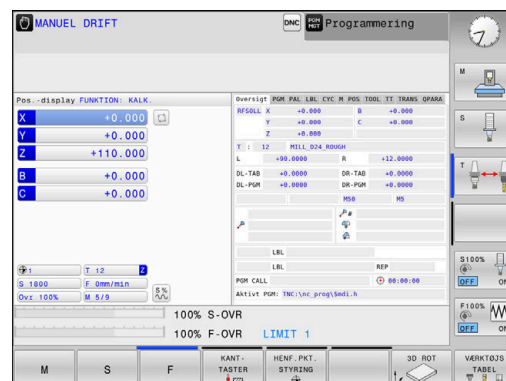 MANUEL DRIFT
DNC
PGM MGT
Programmering
Pos.-display FUNKTION: KALK.
X +0.000
Y +0.000
Z +110.000
B +0.000
C +0.000
1 T 12 Z
S 1800 F 0mm/min
Ovr 100% M 5/9
S %
Oversigt PGM PAL LBL CYC M POS TOOL TT TRANS QPARA
RFSOLL X +0.000 B +0.000
Y +0.000 C +0.000
Z +0.000
T : 12 MILL_D24_ROUGH
L +90.0000 R +12.0000
DL-TAB +0.0000 DR-TAB +0.0000
DL-PGM +0.0000 DR-PGM +0.0000
M50 M5
LBL
LBL REP
PGM CALL 00:00:00
Aktivt PGM: TNC:\nc_prog\$mdi.h
100% S-OVR
100% F-OVR LIMIT 1
M
S
T
S100%
OFF ON
F100%
OFF ON
M
S
F
KANT-
TASTER
HENF.PKT.
STYRING
3D ROT
VÆRKTØJS
TABEL